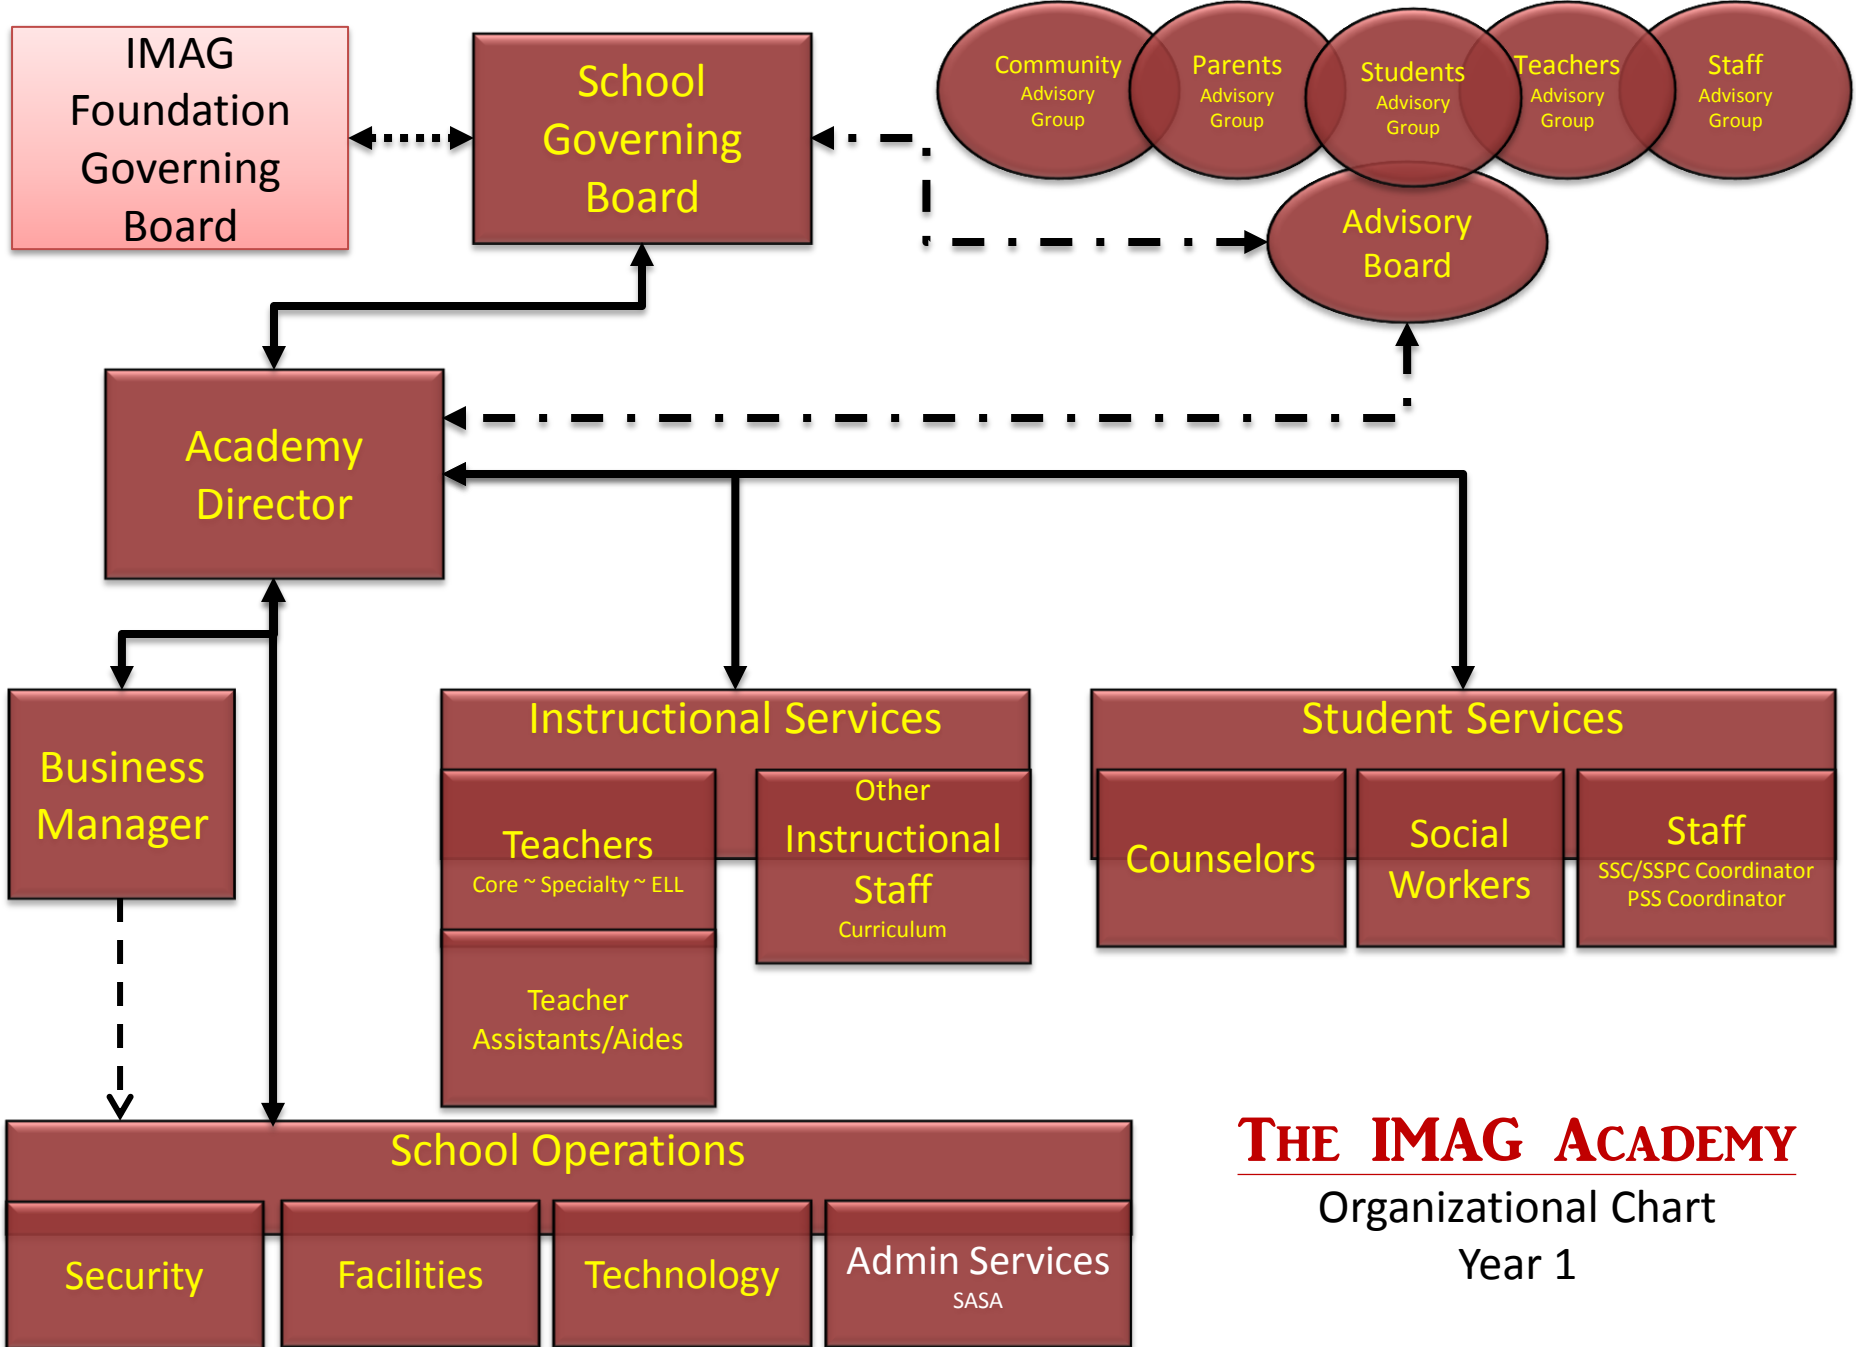 IMAG
Foundation
Governing
Board
School
Governing
Board
Community
Advisory
Group
Parents
Advisory
Group
Students
Advisory
Group
Teachers
Advisory
Group
Staff
Advisory
Group
Advisory
Board
Academy
Director
Business
Manager
Instructional Services
Teachers
Core ~ Specialty ~ ELL
Teacher
Assistants/Aides
Other
Instructional
Staff
Curriculum
Student Services
Counselors
Social
Workers
Staff
SSC/SSPC Coordinator
PSS Coordinator
School Operations
Security
Facilities
Technology
Admin Services
SASA
THE IMAG ACADEMY
Organizational Chart
Year 1